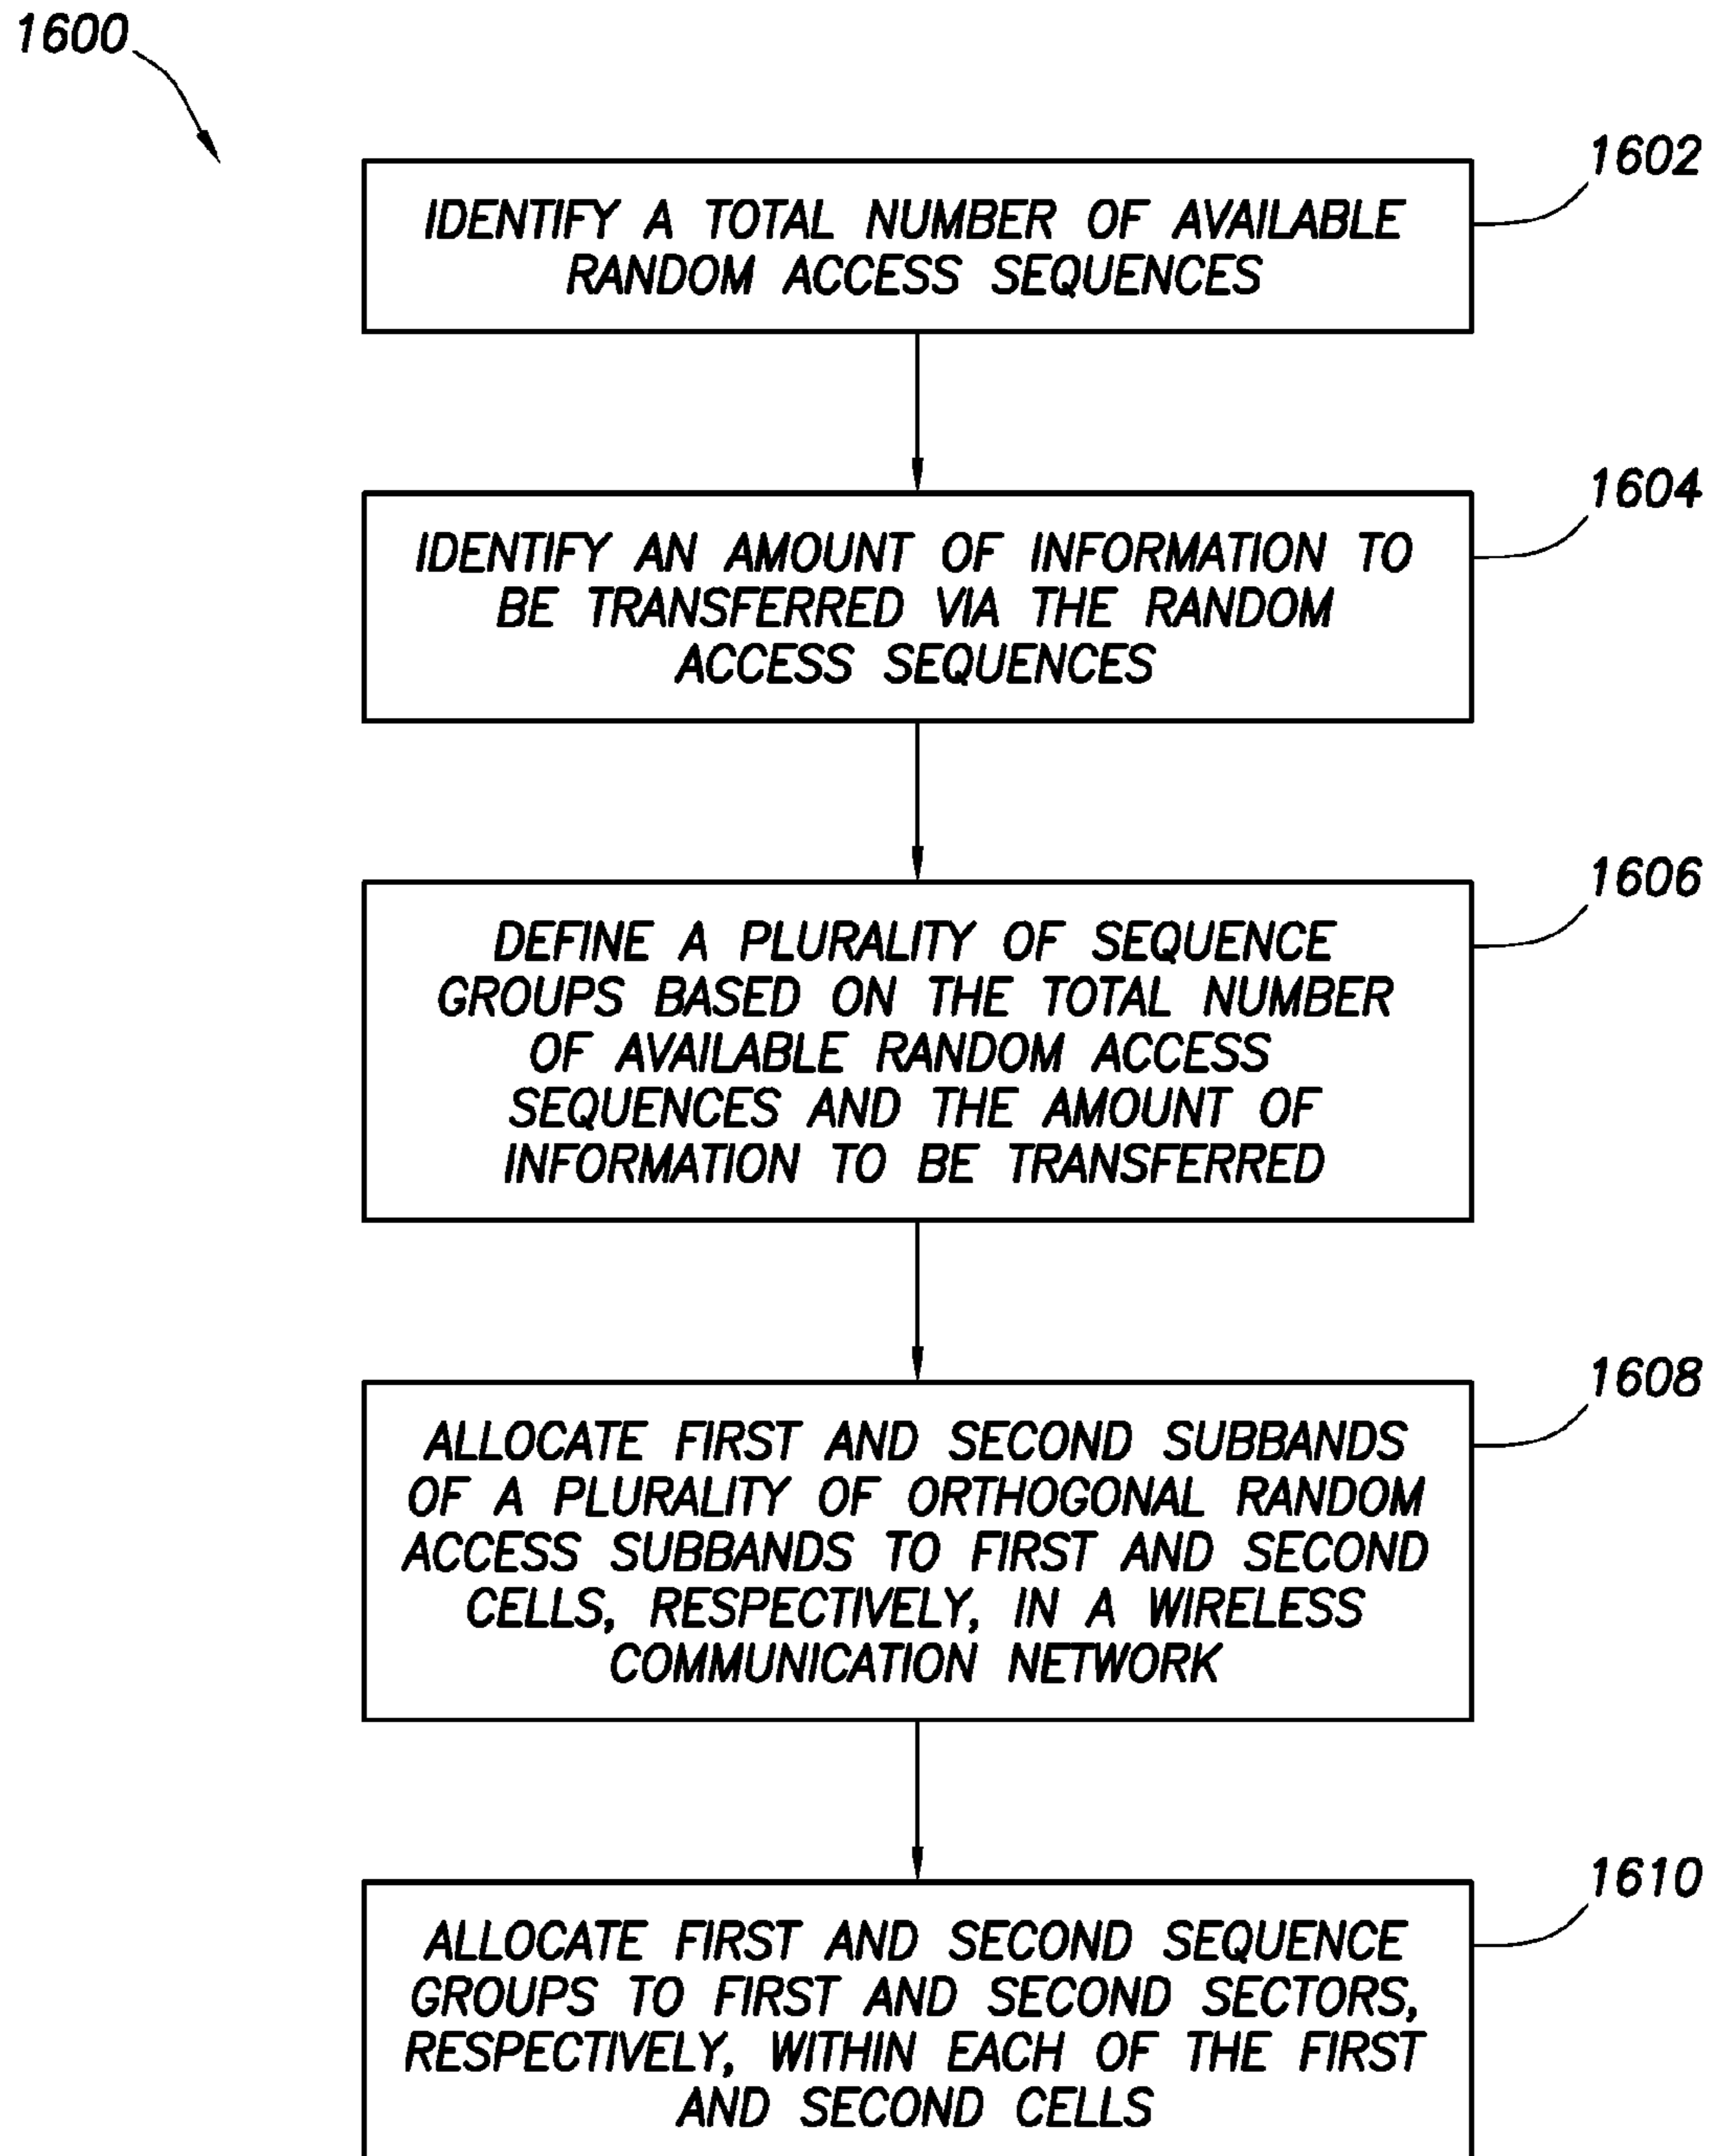 1600
1602
IDENTIFY A TOTAL NUMBER OF AVAILABLE
RANDOM ACCESS SEQUENCES
1604
IDENTIFY AN AMOUNT OF INFORMATION TO
BE TRANSFERRED VIA THE RANDOM
ACCESS SEQUENCES
1606
DEFINE A PLURALITY OF SEQUENCE
GROUPS BASED ON THE TOTAL NUMBER
OF AVAILABLE RANDOM ACCESS
SEQUENCES AND THE AMOUNT OF
INFORMATION TO BE TRANSFERRED
1608
ALLOCATE FIRST AND SECOND SUBBANDS
OF A PLURALITY OF ORTHOGONAL RANDOM
ACCESS SUBBANDS TO FIRST AND SECOND
CELLS, RESPECTIVELY, IN A WIRELESS
COMMUNICATION NETWORK
1610
ALLOCATE FIRST AND SECOND SEQUENCE
GROUPS TO FIRST AND SECOND SECTORS,
RESPECTIVELY, WITHIN EACH OF THE FIRST
AND SECOND CELLS